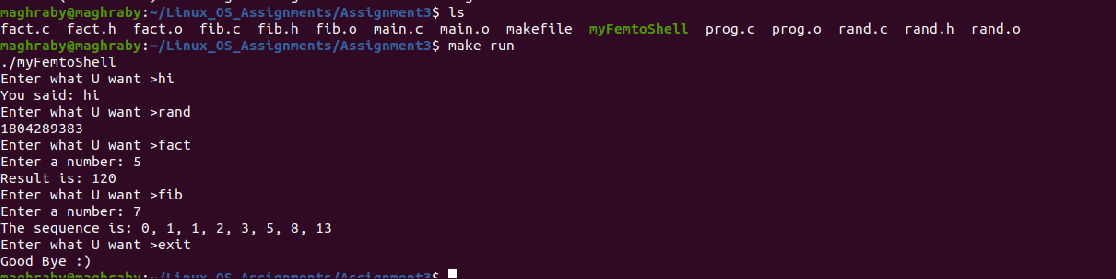 maghraby@maghraby:~/Linux_OS_Assignments/Assignment3$ ls
fact.c fact.h fact.o fib.c fib.h fib.o main.c main.o makefile myFemtoShell prog.c prog.o rand.c rand.h rand.o
maghraby@maghraby:~/Linux_OS_Assignments/Assignment3$ make run
./myFemtoShell
Enter what U want >hi
You said: hi
Enter what U want >rand
1804289383
Enter what U want >fact
Enter a number: 5
Result is: 120
Enter what U want >fib
Enter a number: 7
The sequence is: 0, 1, 1, 2, 3, 5, 8, 13
Enter what U want >exit
Good Bye :)
maghraby@maghraby:~/Linux_OS_Assignments/Assignment3$